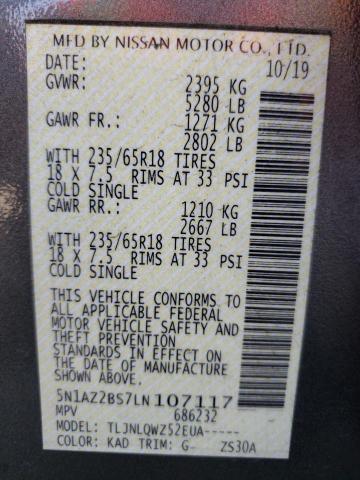 MFD BY NISSAN MOTOR CO., LTD.
DATE: 10/19
GVWR: 2395 KG
5280 LB
GAWR FR.: 1271 KG
2802 LB
WITH 235/65R18 TIRES
18 X 7.5 RIMS AT 33 PSI
COLD SINGLE
GAWR RR.: 1210 KG
2667 LB
WITH 235/65R18 TIRES
18 X 7.5 RIMS AT 33 PSI
COLD SINGLE
THIS VEHICLE CONFORMS TO
ALL APPLICABLE FEDERAL
MOTOR VEHICLE SAFETY AND
THEFT PREVENTION
STANDARDS IN EFFECT ON
THE DATE OF MANUFACTURE
SHOWN ABOVE.
5N1AZ2BS7LN107117
MPV 686232
MODEL: TLJNLQWZ52EUA-----
COLOR: KAD TRIM: G- ZS30A